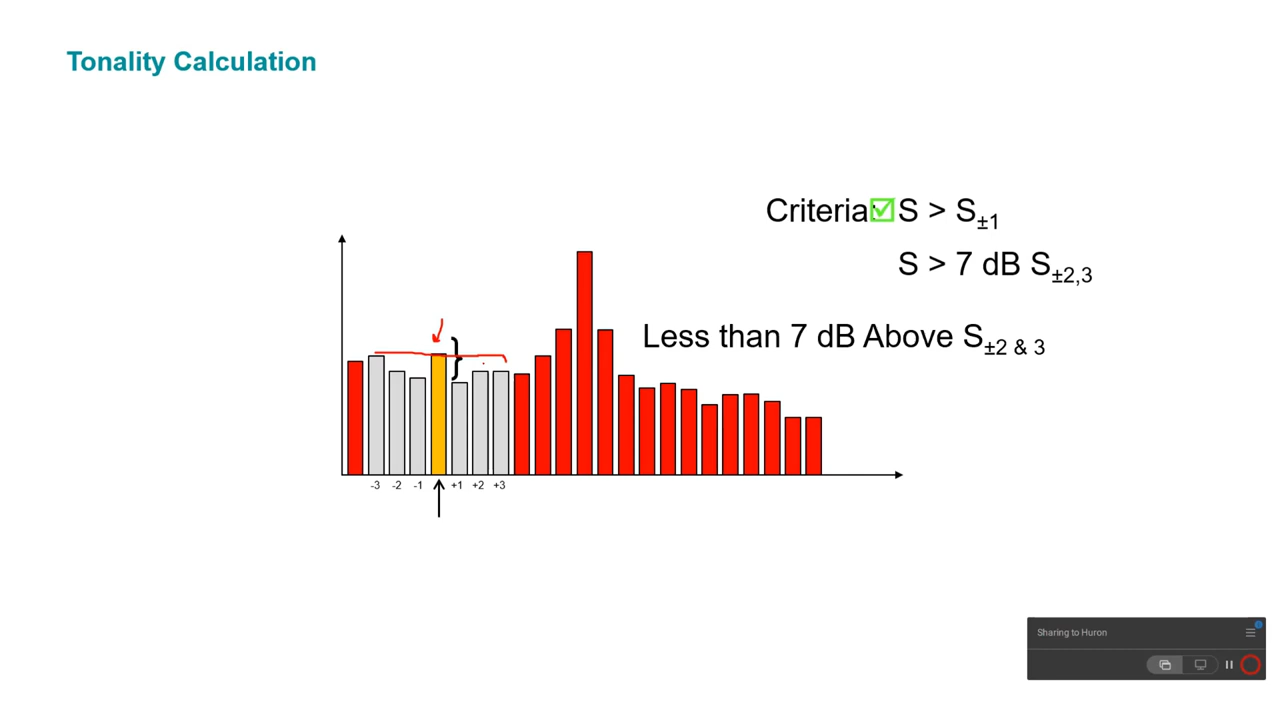 Tonality Calculation
Criteria: S > S±1
S > 7 dB S±2,3
Less than 7 dB Above S±2 & 3
-3 -2 -1 +1 +2 +3
Sharing to Huron